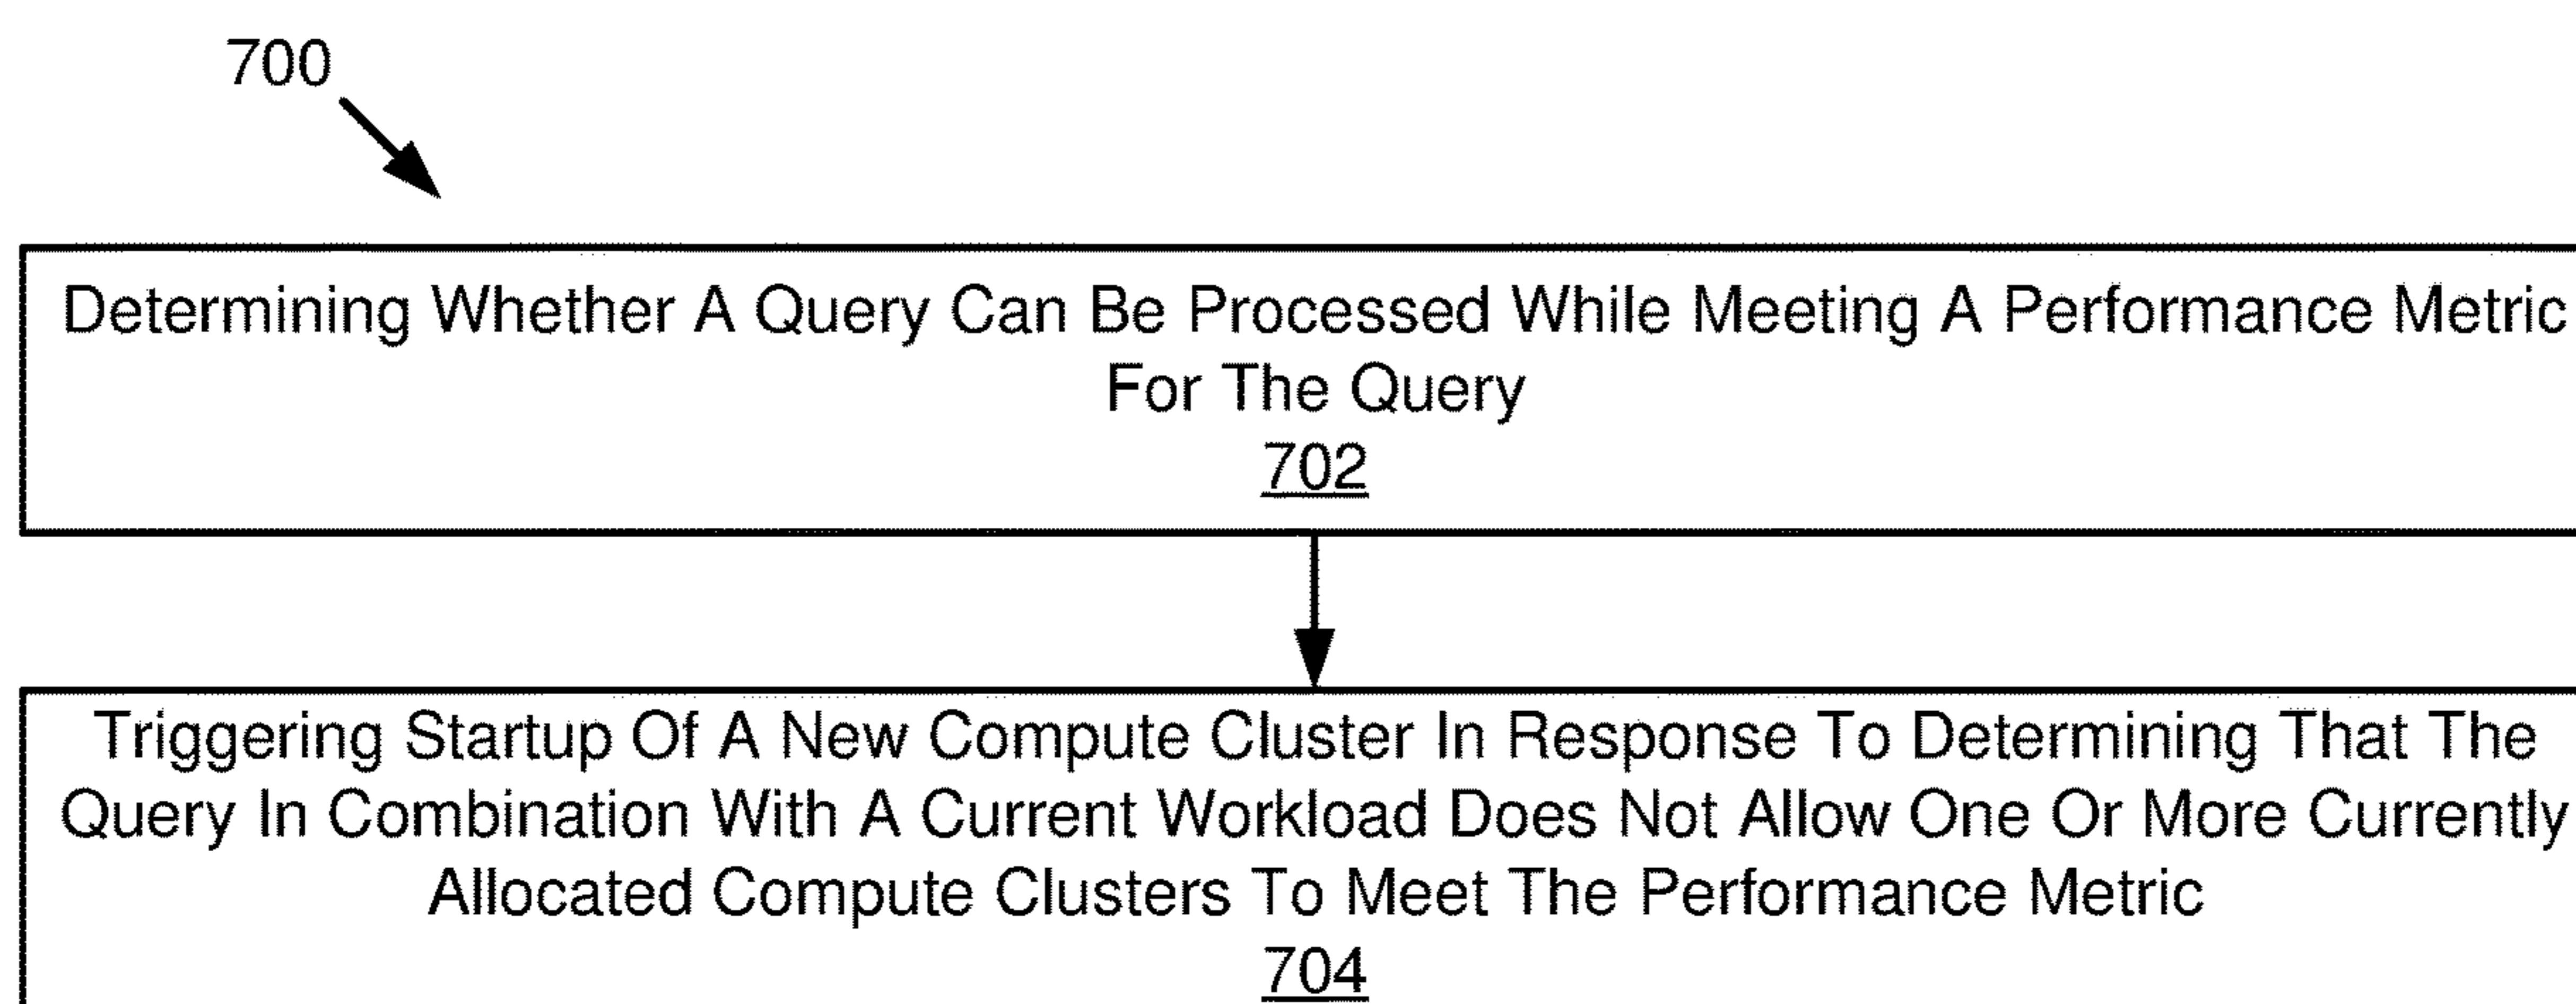 700
Determining Whether A Query Can Be Processed While Meeting A Performance Metric
For The Query
702
Triggering Startup Of A New Compute Cluster In Response To Determining That The
Query In Combination With A Current Workload Does Not Allow One Or More Currently
Allocated Compute Clusters To Meet The Performance Metric
704